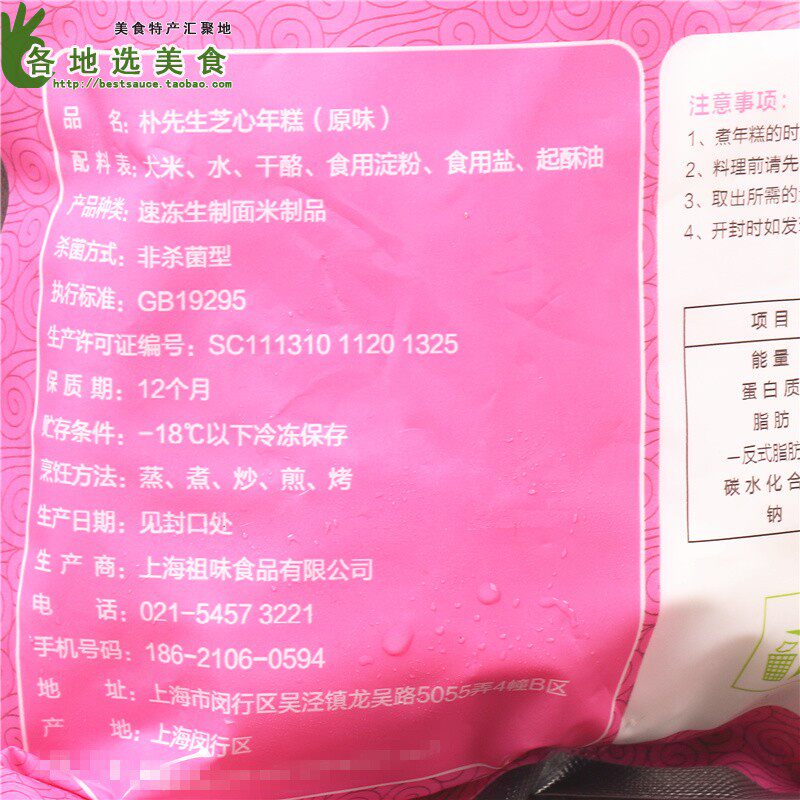 美食特产汇聚地
各地选美食
http://bestsauce.taobao.com/
品 名：朴先生芝心年糕（原味）
配料表：大米、水、干酪、食用淀粉、食用盐、起酥油
产品种类：速冻生制面米制品
杀菌方式：非杀菌型
执行标准：GB19295
生产许可证编号：SC111310 1120 1325
保 质 期：12个月
贮存条件：-18℃以下冷冻保存
烹饪方法：蒸、煮、炒、煎、烤
生产日期：见封口处
生 产 商：上海祖味食品有限公司
电 话：021-5457 3221
手机号码：186-2106-0594
地 址：上海市闵行区吴泾镇龙吴路5055弄4幢B区
产 地：上海闵行区
注意事项：
1、煮年糕的时
2、料理前请先
3、取出所需的
4、开封时如发
项目
能量
蛋白质
脂肪
—反式脂肪
碳水化合
钠